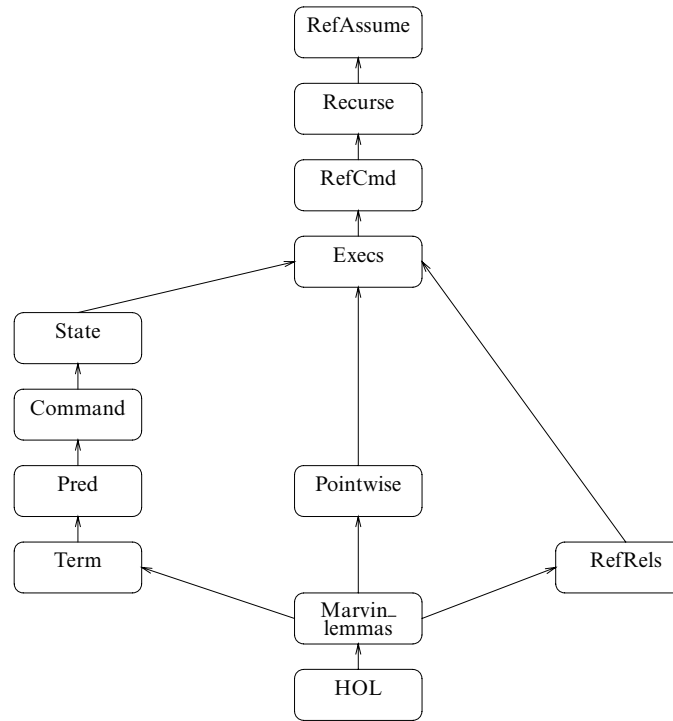 RefAssume
Recurse
RefCmd
Execs
State
Command
Pred
Pointwise
Term
RefRels
Marvin_
lemmas
HOL